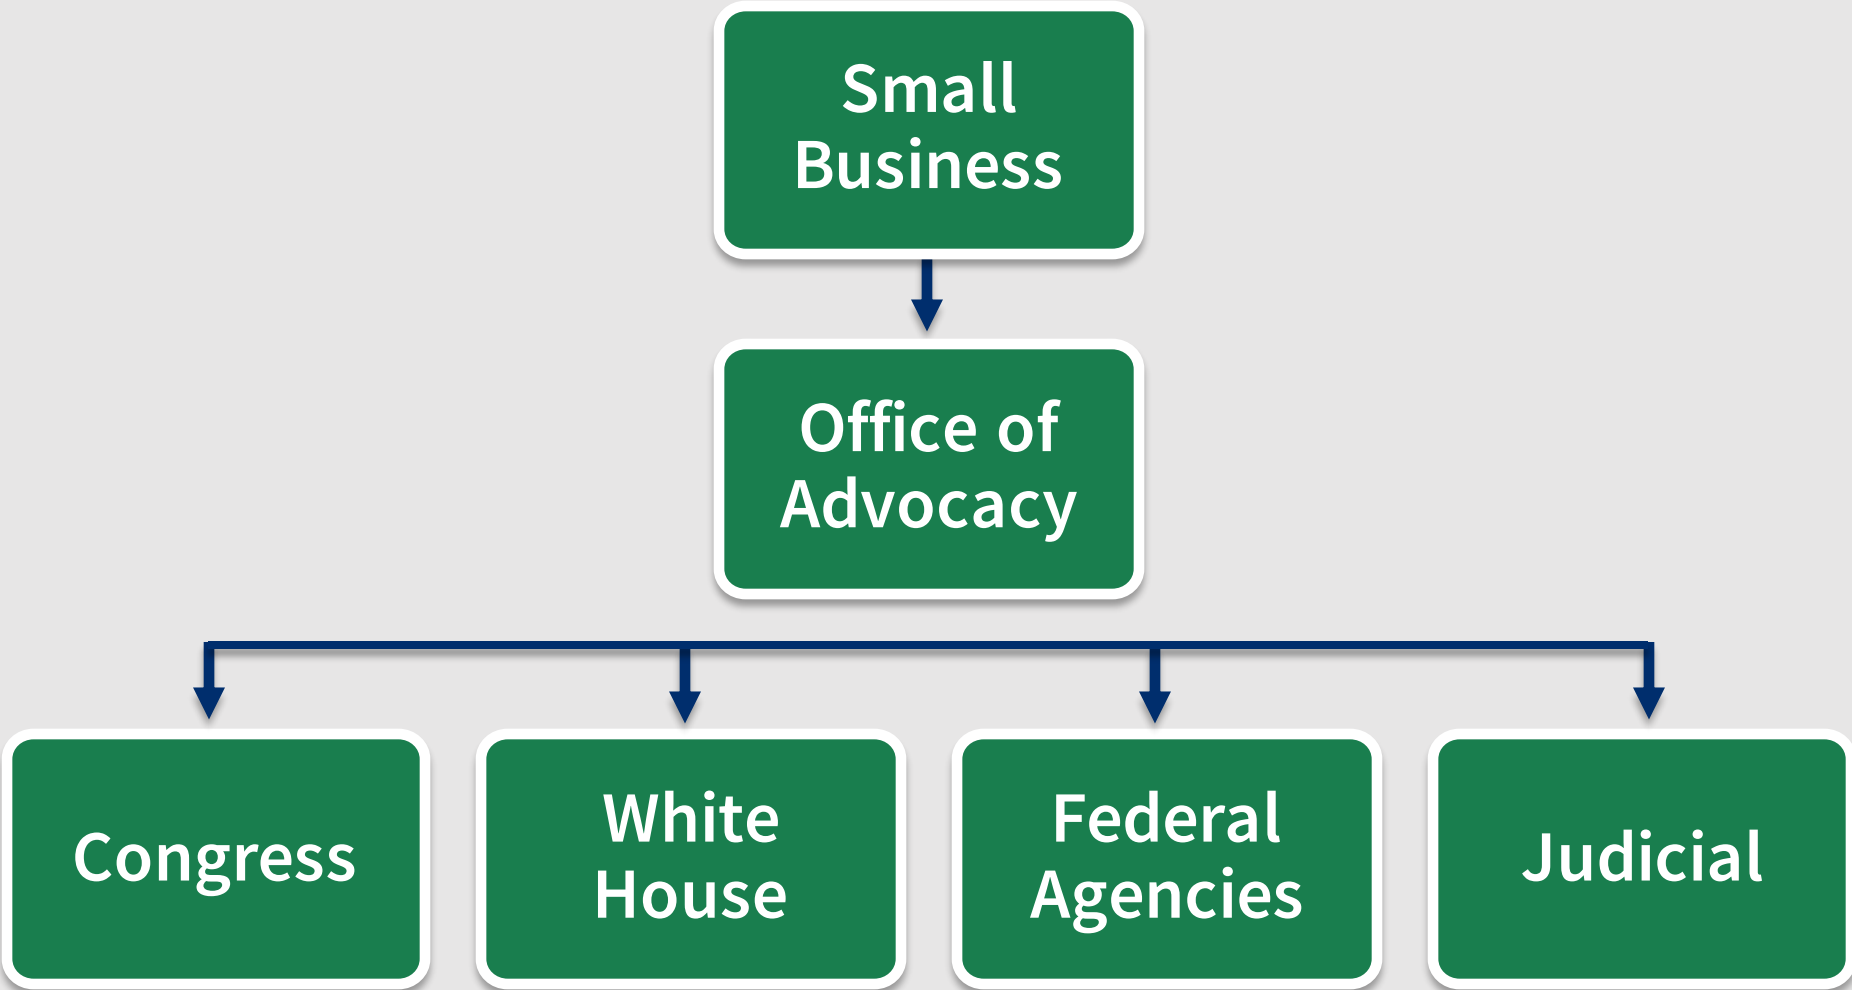 Small
Business
Office of
Advocacy
Congress
White
House
Federal
Agencies
Judicial